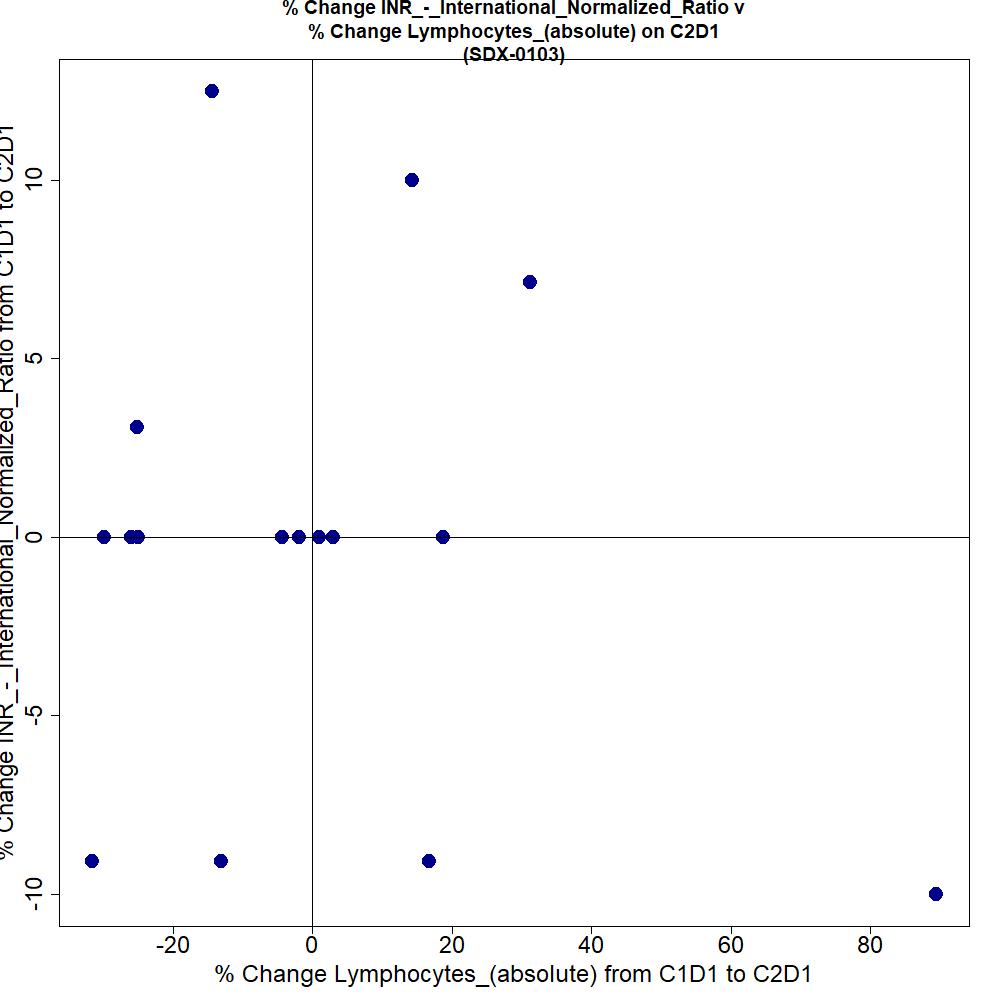 % Change INR_-_International_Normalized_Ratio v
% Change Lymphocytes_(absolute) on C2D1
(SDX-0103)
% Change INR_-_International_Normalized_Ratio from C1D1 to C2D1
10
5
0
-5
-10
-20
0
20
40
60
80
% Change Lymphocytes_(absolute) from C1D1 to C2D1